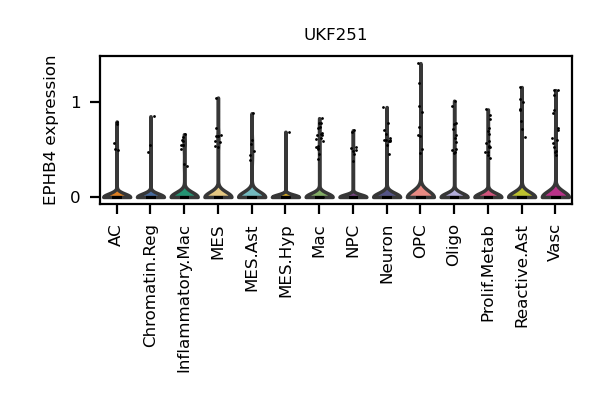 UKF251
EPHB4 expression
1
0
AC
Chromatin.Reg
Inflammatory.Mac
MES
MES.Ast
MES.Hyp
Mac
NPC
Neuron
OPC
Oligo
Prolif.Metab
Reactive.Ast
Vasc